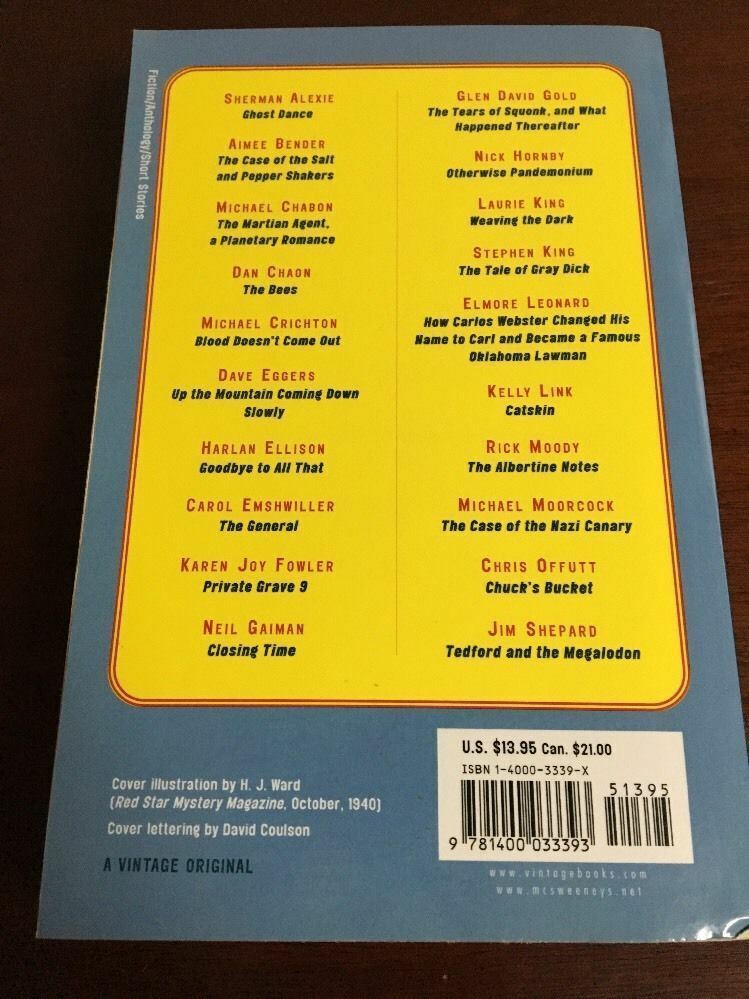 Fiction/Anthology/Short Stories
SHERMAN ALEXIE
Ghost Dance
AIMEE BENDER
The Case of the Salt
and Pepper Shakers
MICHAEL CHABON
The Martian Agent,
a Planetary Romance
DAN CHAON
The Bees
MICHAEL CRICHTON
Blood Doesn't Come Out
DAVE EGGERS
Up the Mountain Coming Down
Slowly
HARLAN ELLISON
Goodbye to All That
CAROL EMSHWILLER
The General
KAREN JOY FOWLER
Private Grave 9
NEIL GAIMAN
Closing Time
GLEN DAVID GOLD
The Tears of Squonk, and What
Happened Thereafter
NICK HORNBY
Otherwise Pandemonium
LAURIE KING
Weaving the Dark
STEPHEN KING
The Tale of Gray Dick
ELMORE LEONARD
How Carlos Webster Changed His
Name to Carl and Became a Famous
Oklahoma Lawman
KELLY LINK
Catskin
RICK MOODY
The Albertine Notes
MICHAEL MOORCOCK
The Case of the Nazi Canary
CHRIS OFFUTT
Chuck's Bucket
JIM SHEPARD
Tedford and the Megalodon
Cover illustration by H. J. Ward
(Red Star Mystery Magazine, October, 1940)
Cover lettering by David Coulson
A VINTAGE ORIGINAL
U.S. $13.95 Can. $21.00
ISBN 1-4000-3339-X
51395
9 781400 033393
www.vintagebooks.com
www.mcsweeneys.net